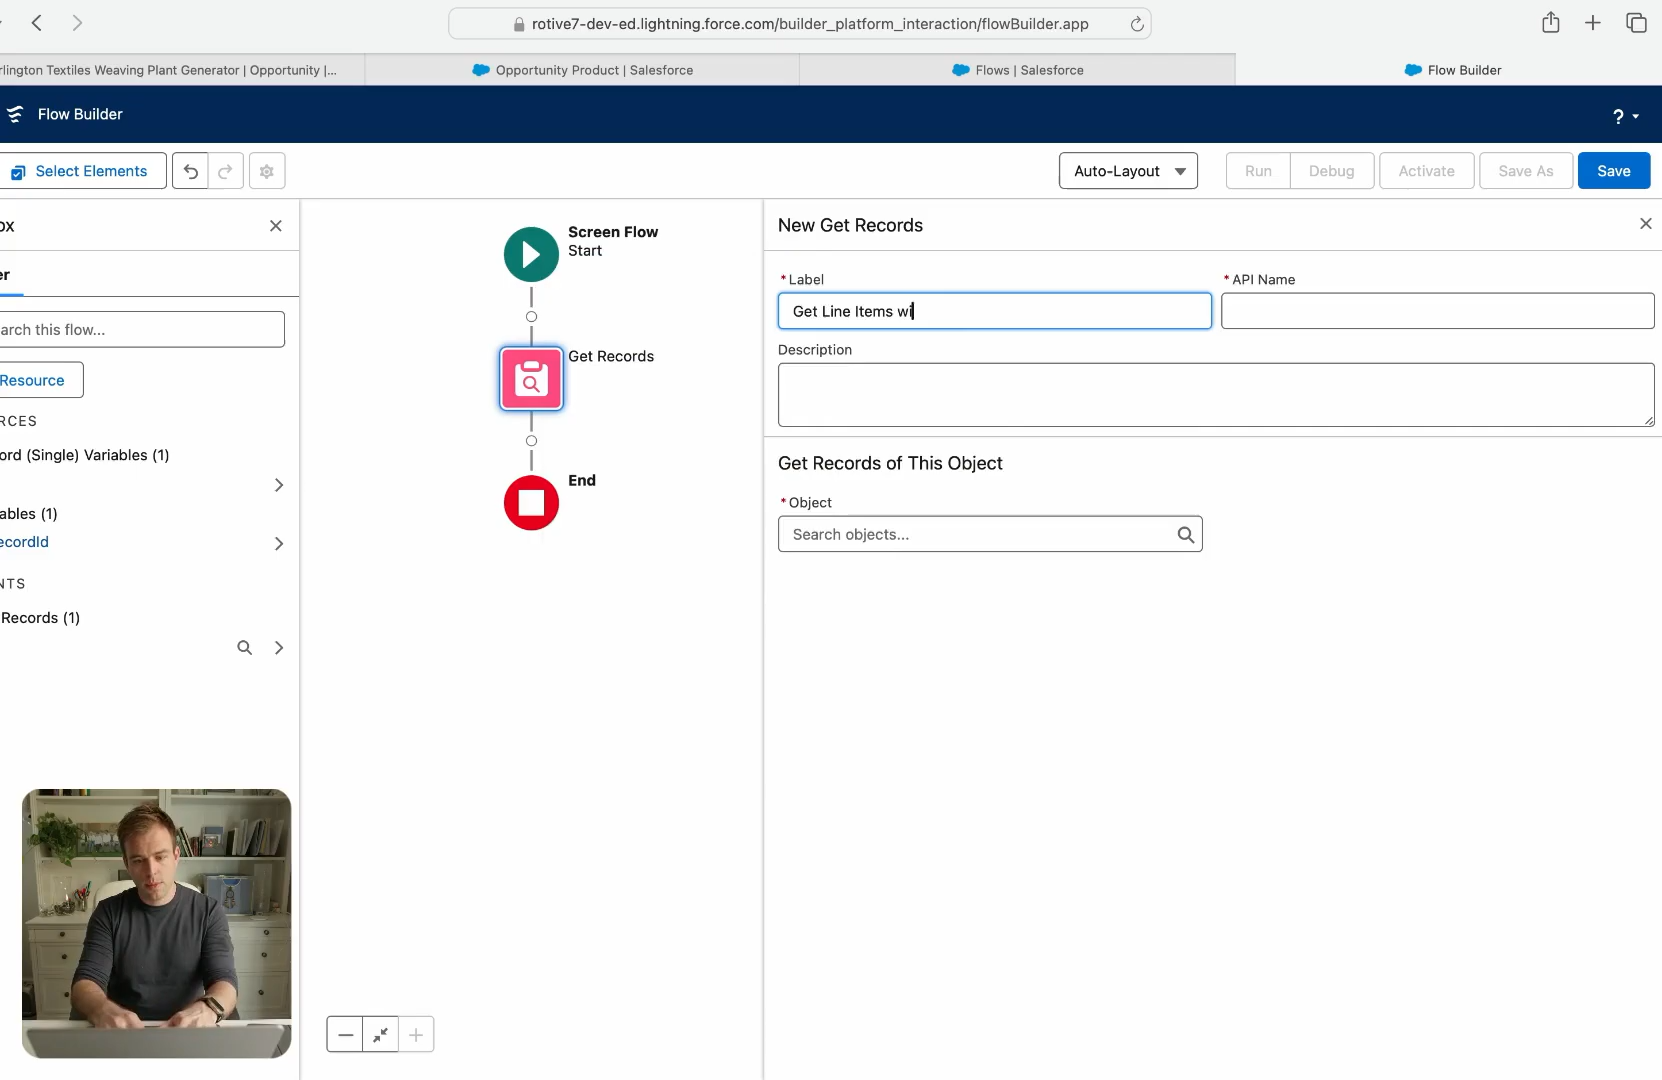 rotive7-dev-ed.lightning.force.com/builder_platform_interaction/flowBuilder.app
rlington Textiles Weaving Plant Generator | Opportunity |...
Opportunity Product | Salesforce
Flows | Salesforce
Flow Builder
Flow Builder
?
Select Elements
Auto-Layout
Run
Debug
Activate
Save As
Save
ox
er
arch this flow...
Resource
RCES
ord (Single) Variables (1)
ables (1)
ecordId
NTS
Records (1)
Screen Flow
Start
Get Records
End
New Get Records
* Label
Get Line Items wi
* API Name
Description
Get Records of This Object
* Object
Search objects...